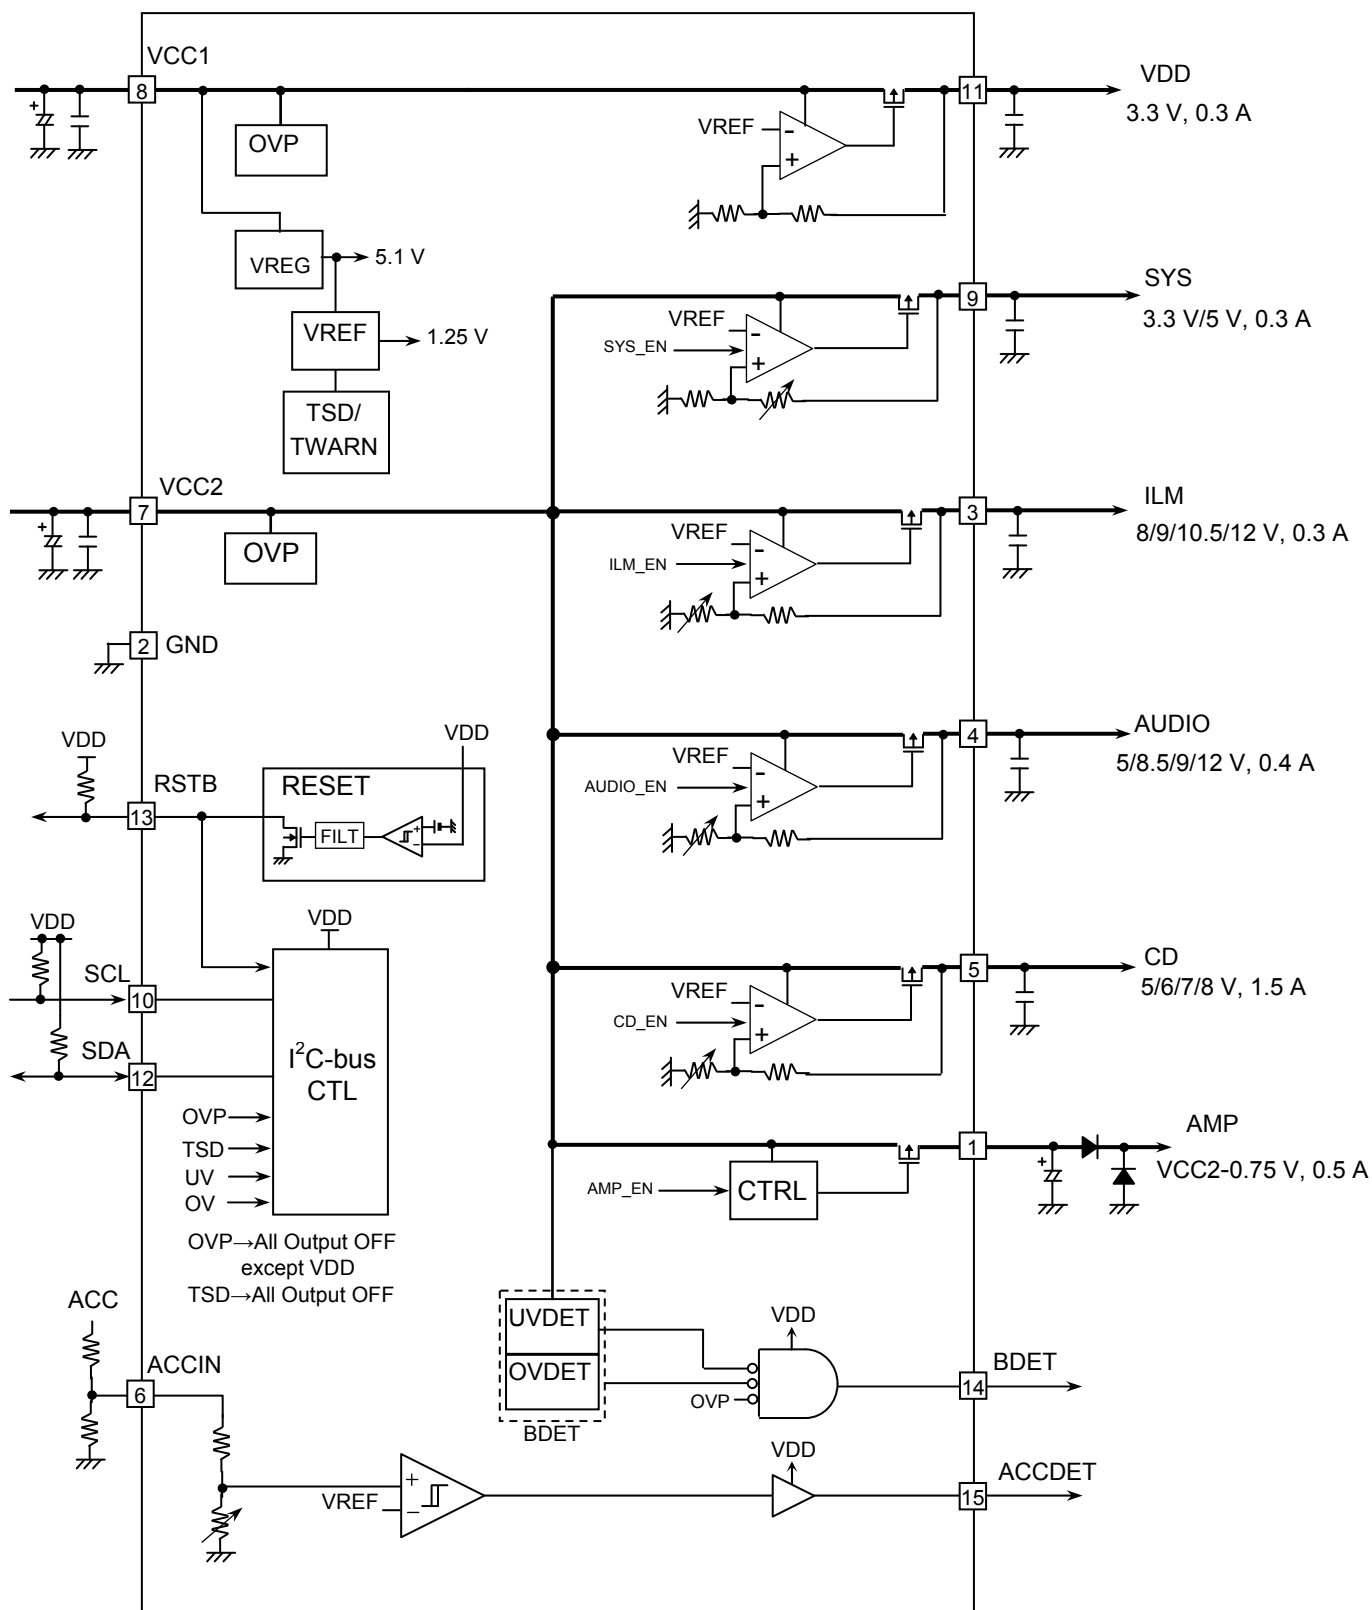 VCC1
8
OVP
VREF
-
+
11
VDD
3.3 V, 0.3 A
VREG
5.1 V
VREF
1.25 V
TSD/
TWARN
VREF
-
SYS_EN
+
9
SYS
3.3 V/5 V, 0.3 A
VCC2
7
OVP
VREF
-
ILM_EN
+
3
ILM
8/9/10.5/12 V, 0.3 A
2
GND
VDD
RSTB
13
VDD
RESET
FILT
+
-
VREF
-
AUDIO_EN
+
4
AUDIO
5/8.5/9/12 V, 0.4 A
VDD
SCL
10
SDA
12
VDD
I²C-bus
CTL
OVP
TSD
UV
OV
OVP→All Output OFF
except VDD
TSD→All Output OFF
VREF
-
CD_EN
+
5
CD
5/6/7/8 V, 1.5 A
AMP_EN
CTRL
1
AMP
VCC2-0.75 V, 0.5 A
+
+
+
UVDET
OVDET
BDET
OVP
VDD
14
BDET
ACC
ACCIN
6
VREF
+
-
VDD
15
ACCDET